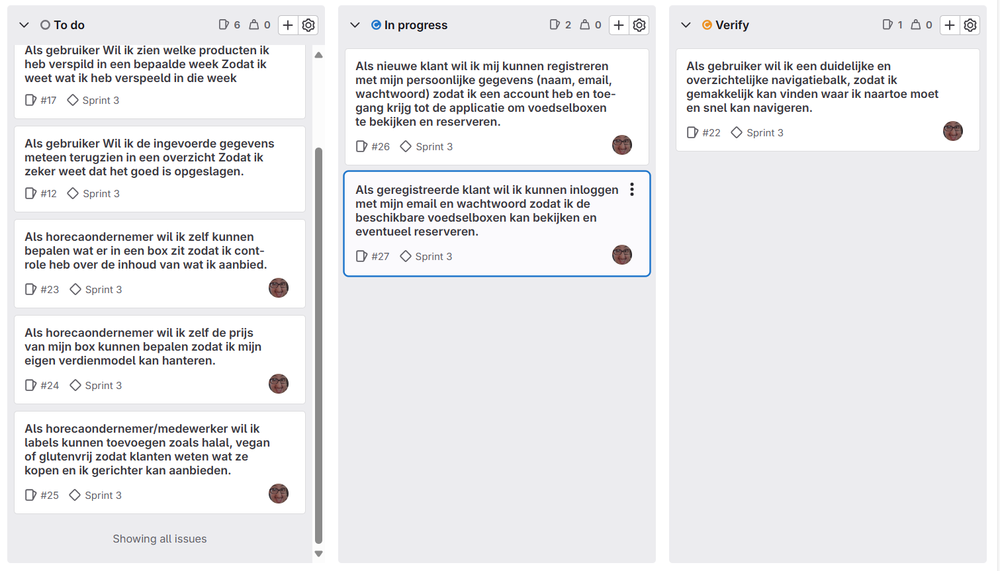 To do
6
0
Als gebruiker Wil ik zien welke producten ik
heb verspild in een bepaalde week Zodat ik
weet wat ik heb verspeeld in die week
#17 Sprint 3
Als gebruiker Wil ik de ingevoerde gegevens
meteen terugzien in een overzicht Zodat ik
zeker weet dat het goed is opgeslagen.
#12 Sprint 3
Als horecaondernemer wil ik zelf kunnen
bepalen wat er in een box zit zodat ik cont-
role heb over de inhoud van wat ik aanbied.
#23 Sprint 3
Als horecaondernemer wil ik zelf de prijs
van mijn box kunnen bepalen zodat ik mijn
eigen verdienmodel kan hanteren.
#24 Sprint 3
Als horecaondernemer/medewerker wil ik
labels kunnen toevoegen zoals halal, vegan
of glutenvrij zodat klanten weten wat ze
kopen en ik gerichter kan aanbieden.
#25 Sprint 3
Showing all issues
In progress
2
0
Als nieuwe klant wil ik mij kunnen registreren
met mijn persoonlijke gegevens (naam, email,
wachtwoord) zodat ik een account heb en toe-
gang krijg tot de applicatie om voedselboxen
te bekijken en reserveren.
#26 Sprint 3
Als geregistreerde klant wil ik kunnen inloggen
met mijn email en wachtwoord zodat ik de
beschikbare voedselboxen kan bekijken en
eventueel reserveren.
#27 Sprint 3
Verify
1
0
Als gebruiker wil ik een duidelijke en
overzichtelijke navigatiebalk, zodat ik
gemakkelijk kan vinden waar ik naartoe moet
en snel kan navigeren.
#22 Sprint 3